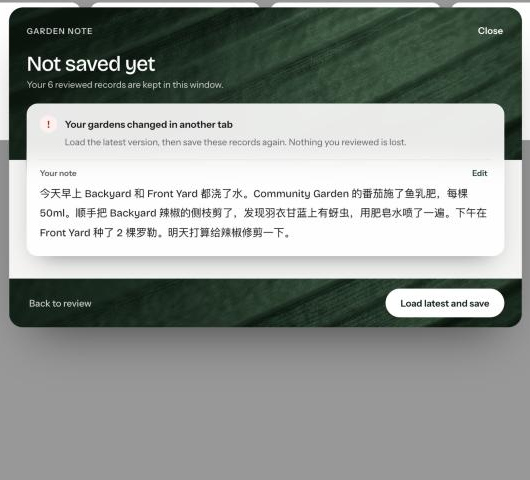 GARDEN NOTE
Close
Not saved yet
Your 6 reviewed records are kept in this window.
!
Your gardens changed in another tab
Load the latest version, then save these records again. Nothing you reviewed is lost.
Your note
Edit
今天早上 Backyard 和 Front Yard 都浇了水。Community Garden 的番茄施了鱼乳肥，每棵
50ml。顺手把 Backyard 辣椒的侧枝剪了，发现羽衣甘蓝上有蚜虫，用肥皂水喷了一遍。下午在
Front Yard 种了 2 棵罗勒。明天打算给辣椒修剪一下。
Back to review
Load latest and save